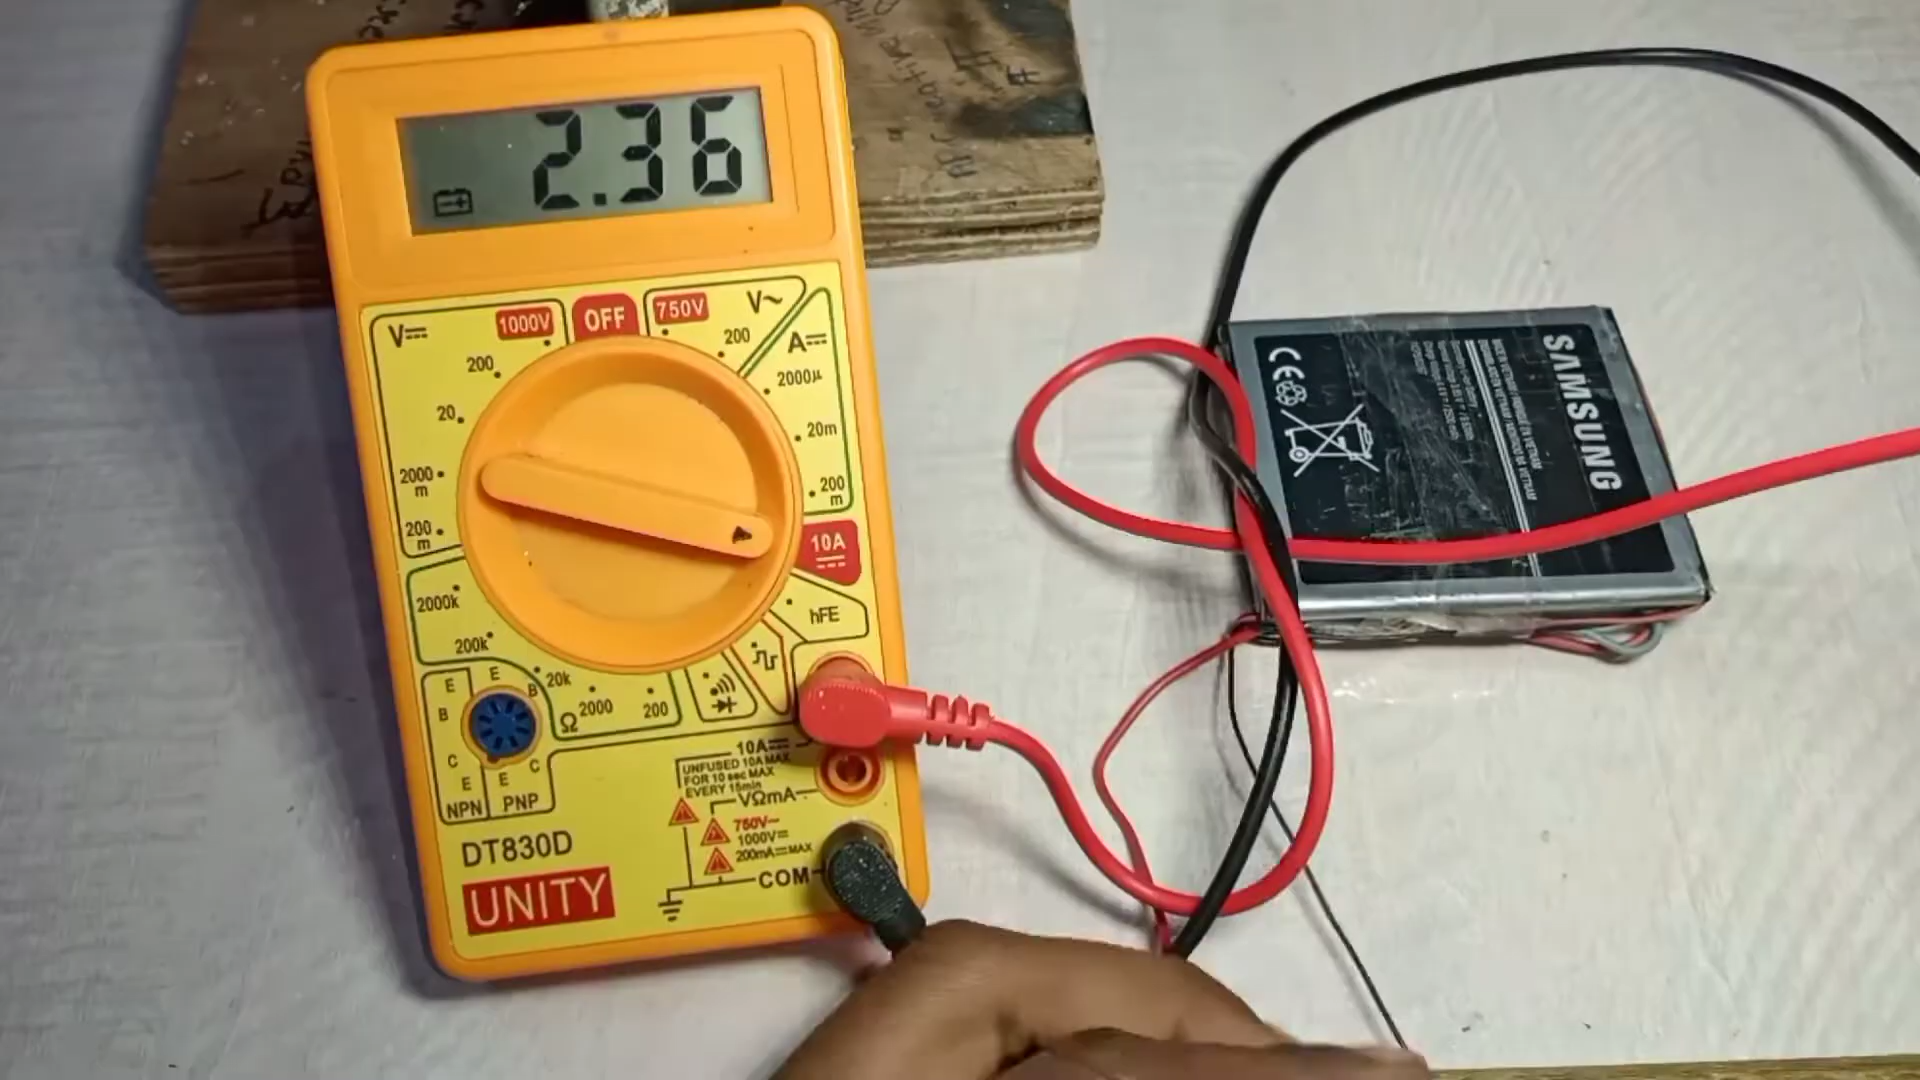 2.36
V⎓
1000V
OFF
750V
V~
200
200
A⎓
2000µ
20
20m
2000
m
200
m
200
m
10A
2000k
hFE
200k
20k
2000
200
Ω
E
E
B
B
C
C
E
E
NPN
PNP
10A⎓
UNFUSED 10A MAX
FOR 10 sec MAX
EVERY 15min
VΩmA
750V~
1000V⎓
200mA⎓MAX
COM
DT830D
UNITY
SAMSUNG
CE